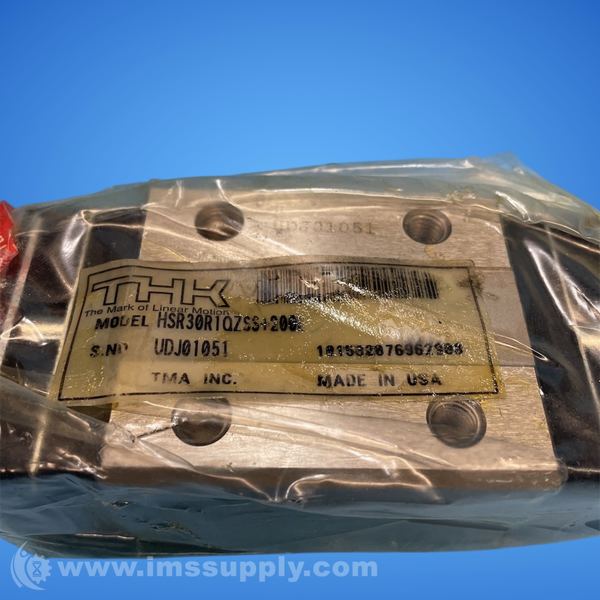 UDJ01051
THK
The Mark of Linear Motion
MODEL HSR30R1QZSS+200L
S.NO UDJ01051
TMA INC. MADE IN USA
www.imssupply.com